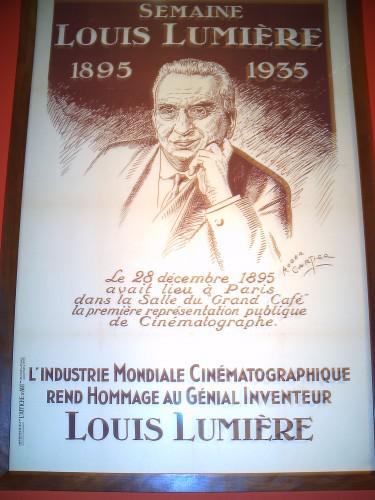 SEMAINE
LOUIS LUMIÈRE
1895 1935
ROGER CARTIER
Le 28 décembre 1895
avait lieu à Paris
dans la Salle du "Grand Café"
la première représentation publique
de Cinématographe.
L'INDUSTRIE MONDIALE CINÉMATOGRAPHIQUE
REND HOMMAGE AU GÉNIAL INVENTEUR
LOUIS LUMIÈRE